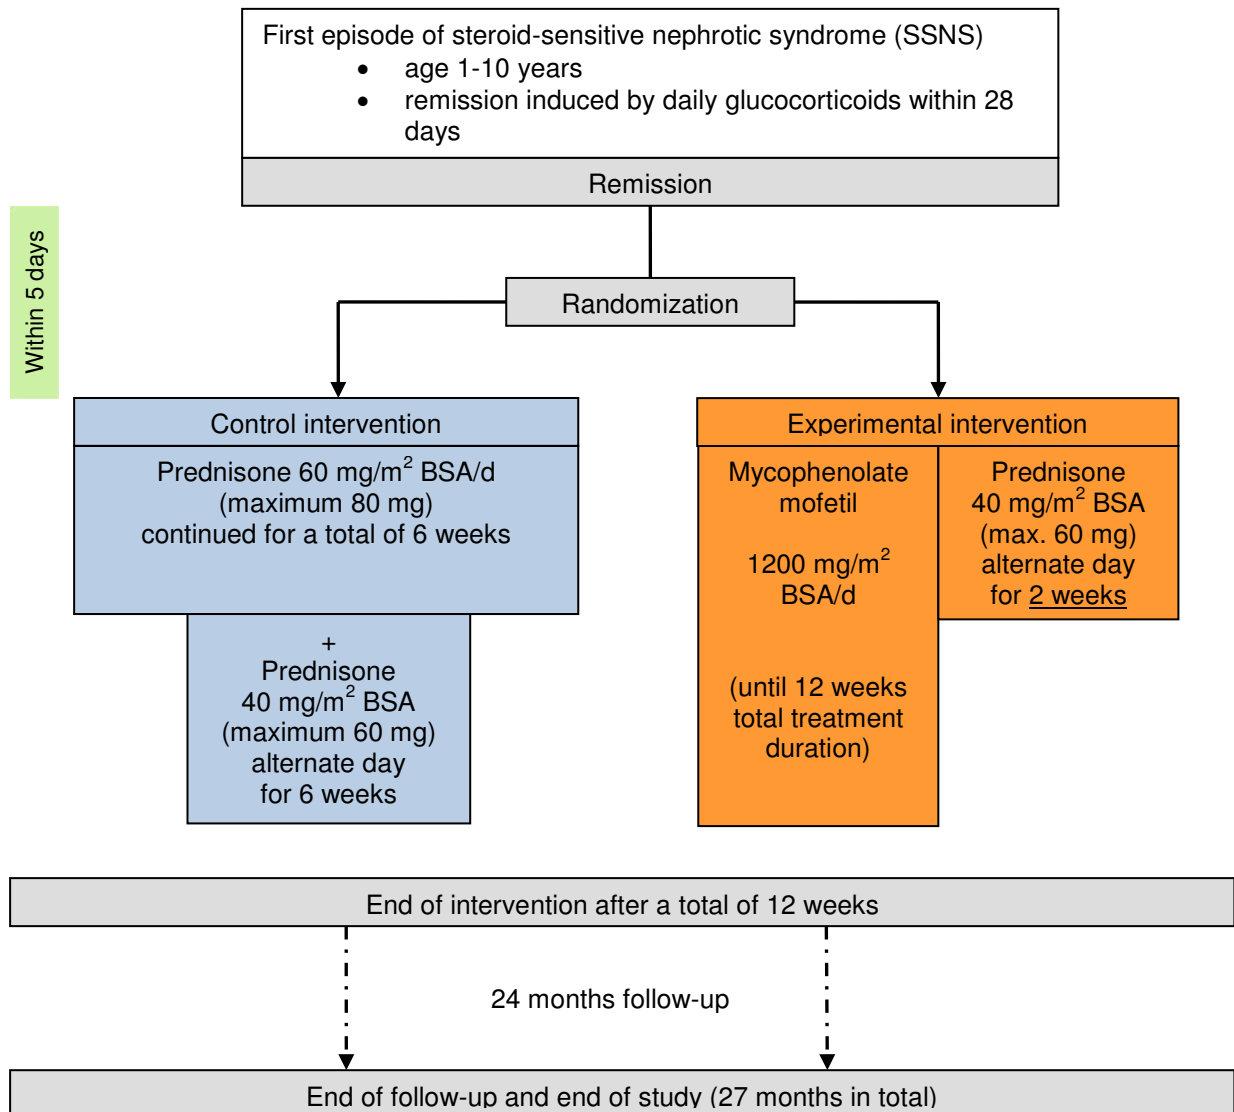 First episode of steroid-sensitive nephrotic syndrome (SSNS)
• age 1-10 years
• remission induced by daily glucocorticoids within 28
days
Remission
Within 5 days
Randomization
Control intervention
Prednisone 60 mg/m² BSA/d
(maximum 80 mg)
continued for a total of 6 weeks
+
Prednisone
40 mg/m² BSA
(maximum 60 mg)
alternate day
for 6 weeks
Experimental intervention
Mycophenolate
mofetil
1200 mg/m²
BSA/d
(until 12 weeks
total treatment
duration)
Prednisone
40 mg/m² BSA
(max. 60 mg)
alternate day
for 2 weeks
End of intervention after a total of 12 weeks
24 months follow-up
End of follow-up and end of study (27 months in total)